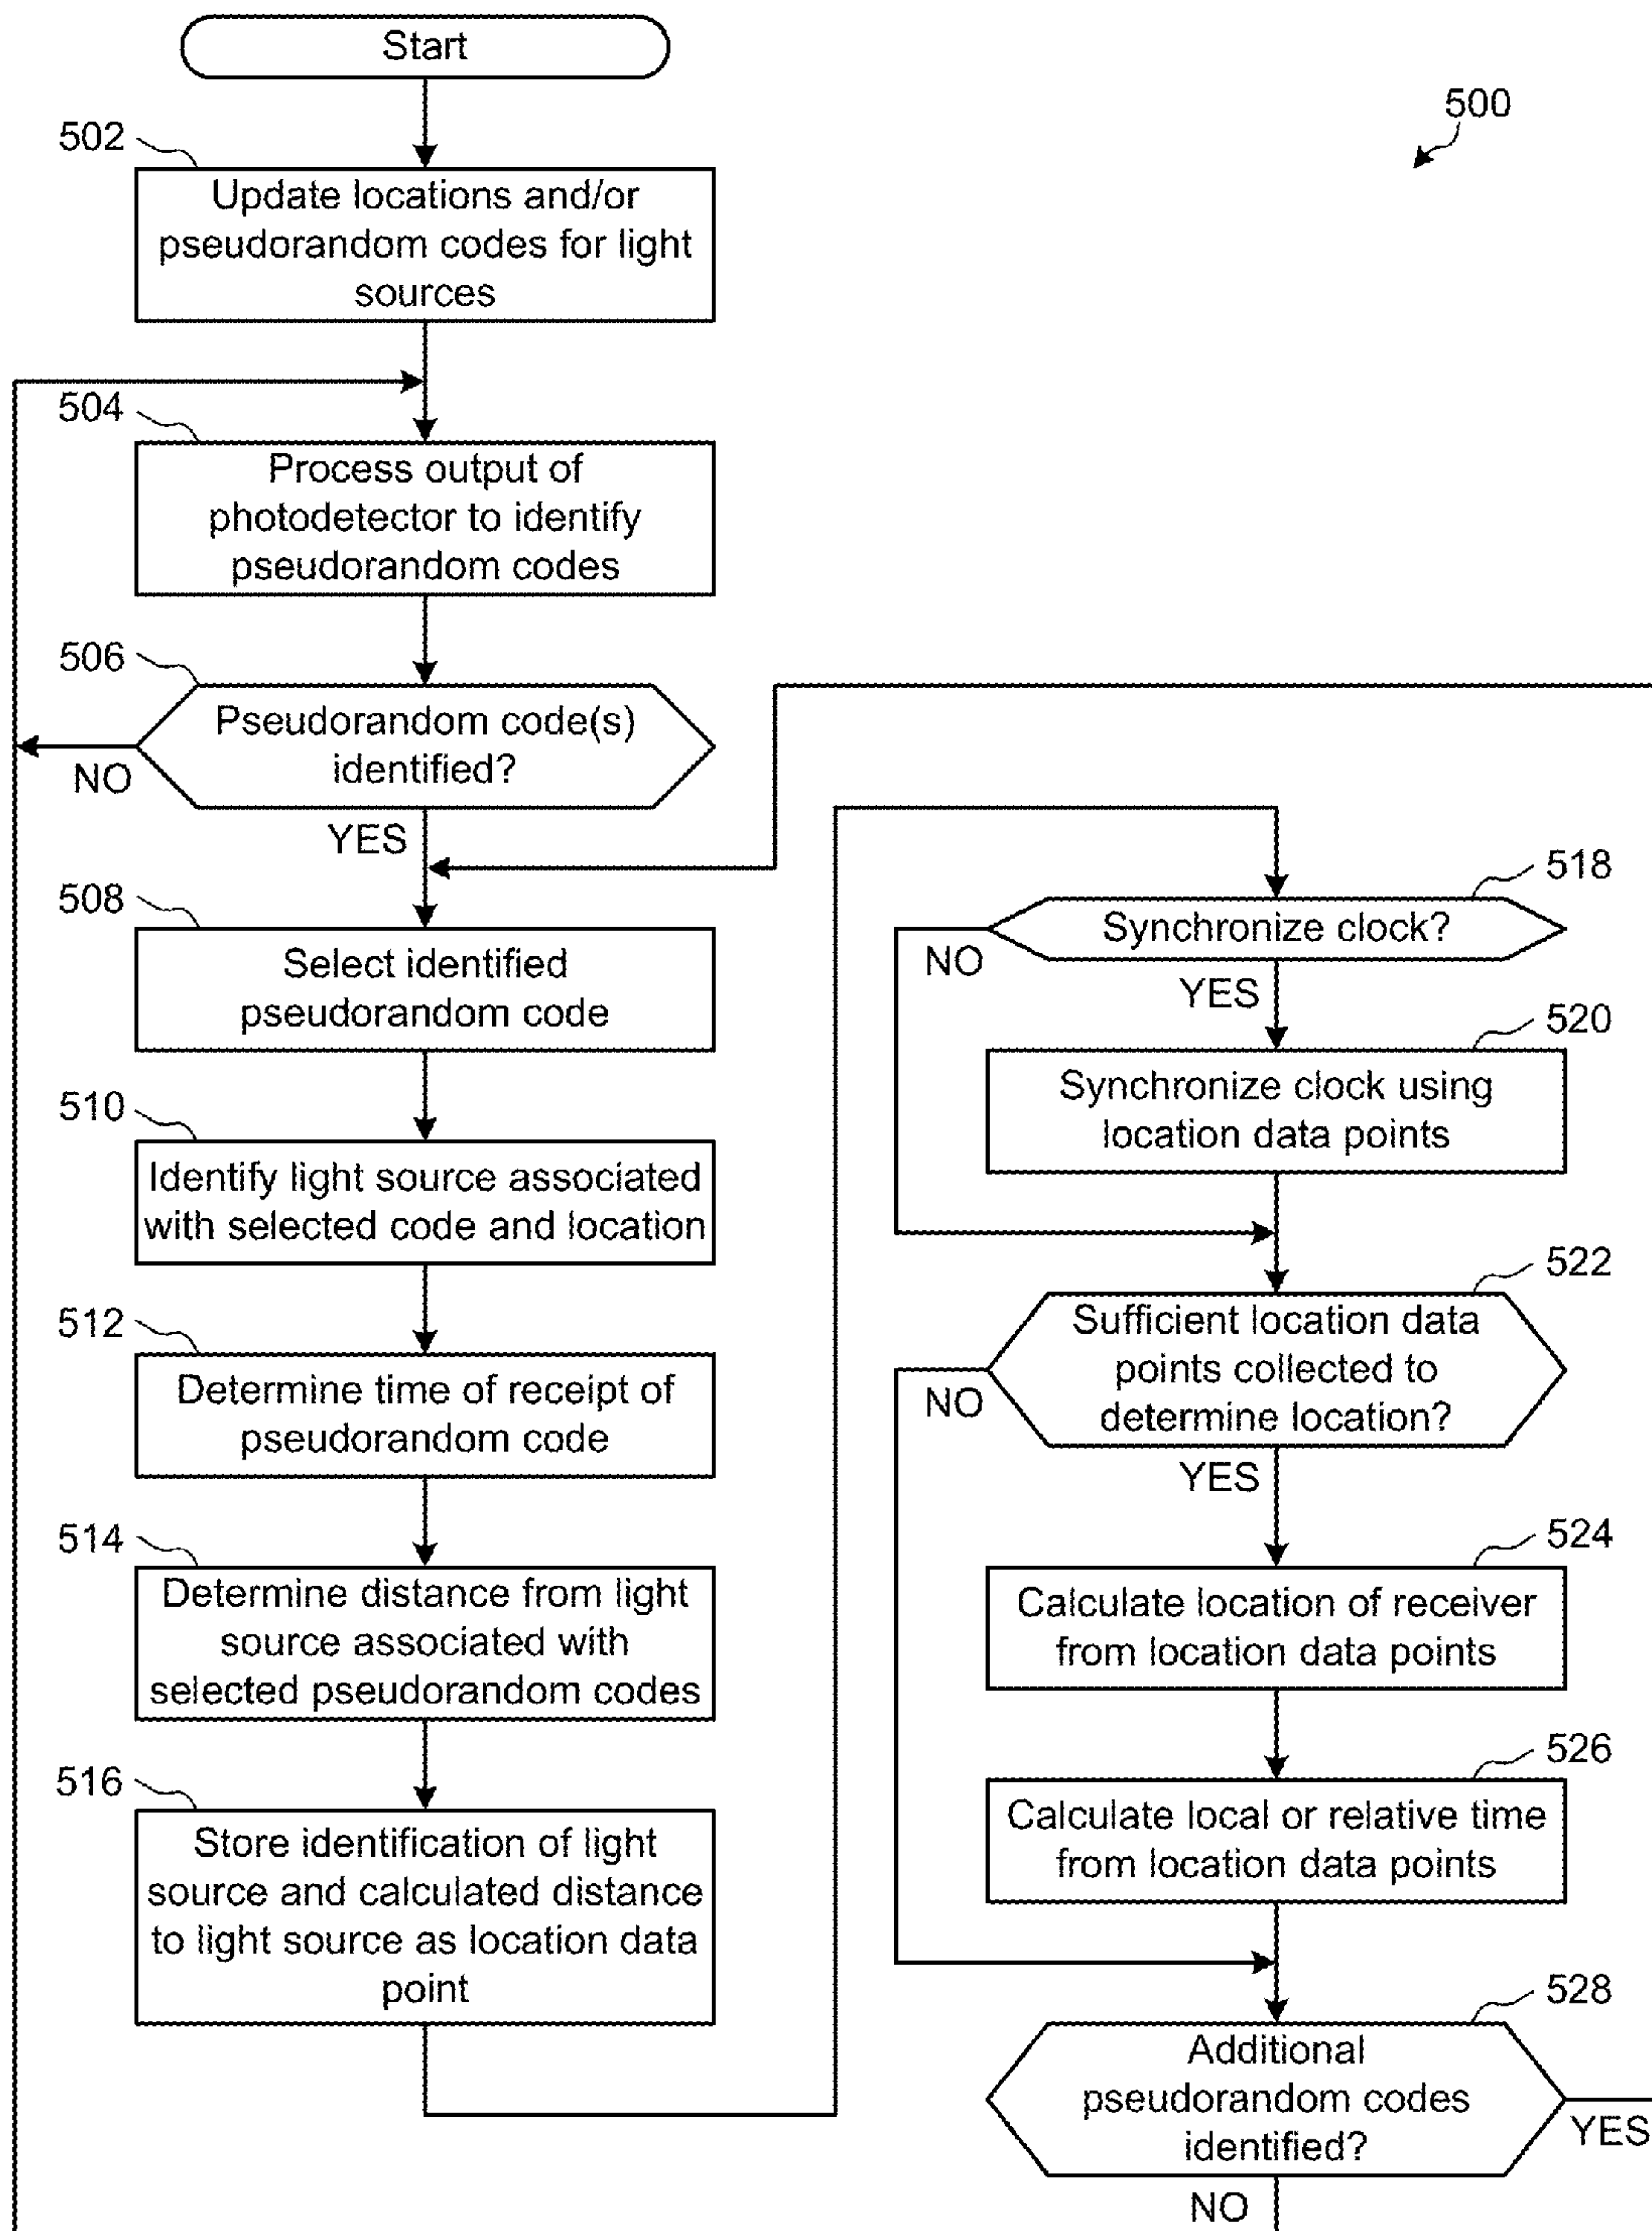 Start
500
502
Update locations and/or
pseudorandom codes for light
sources
504
Process output of
photodetector to identify
pseudorandom codes
506
Pseudorandom code(s)
identified?
NO
YES
508
Select identified
pseudorandom code
510
Identify light source associated
with selected code and location
512
Determine time of receipt of
pseudorandom code
514
Determine distance from light
source associated with
selected pseudorandom codes
516
Store identification of light
source and calculated distance
to light source as location data
point
518
Synchronize clock?
NO
YES
520
Synchronize clock using
location data points
522
Sufficient location data
points collected to
determine location?
NO
YES
524
Calculate location of receiver
from location data points
526
Calculate local or relative time
from location data points
528
Additional
pseudorandom codes
identified?
YES
NO